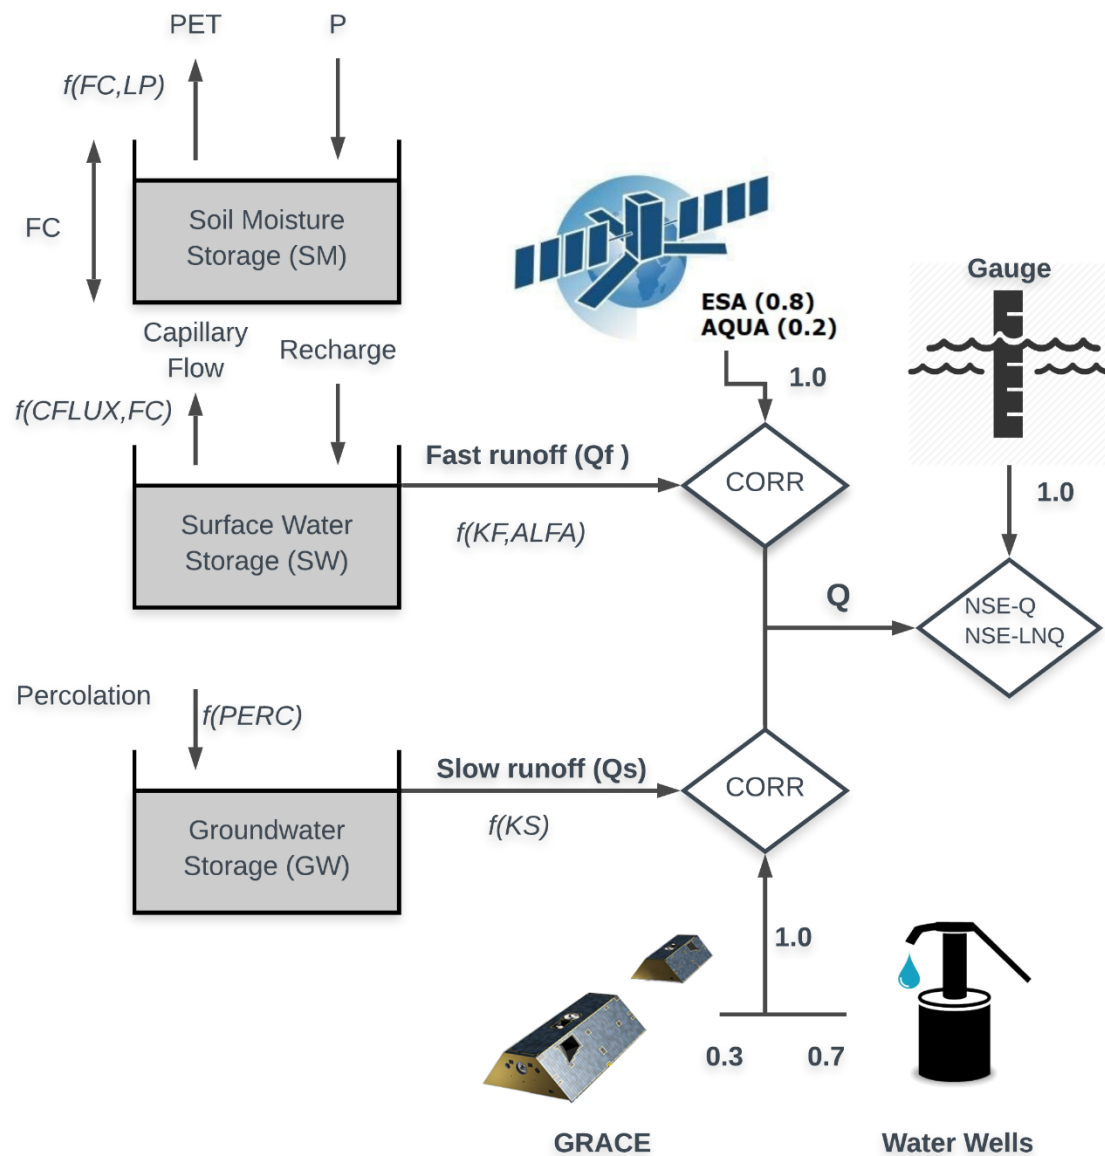 PET
P
f(FC,LP)
FC
Soil Moisture
Storage (SM)
Capillary
Flow
Recharge
f(CFLUX,FC)
Surface Water
Storage (SW)
Fast runoff (Qf )
f(KF,ALFA)
ESA (0.8)
AQUA (0.2)
1.0
CORR
Gauge
1.0
Q
NSE-Q
NSE-LNQ
Percolation
f(PERC)
Groundwater
Storage (GW)
Slow runoff (Qs)
f(KS)
CORR
1.0
0.3
0.7
GRACE
Water Wells